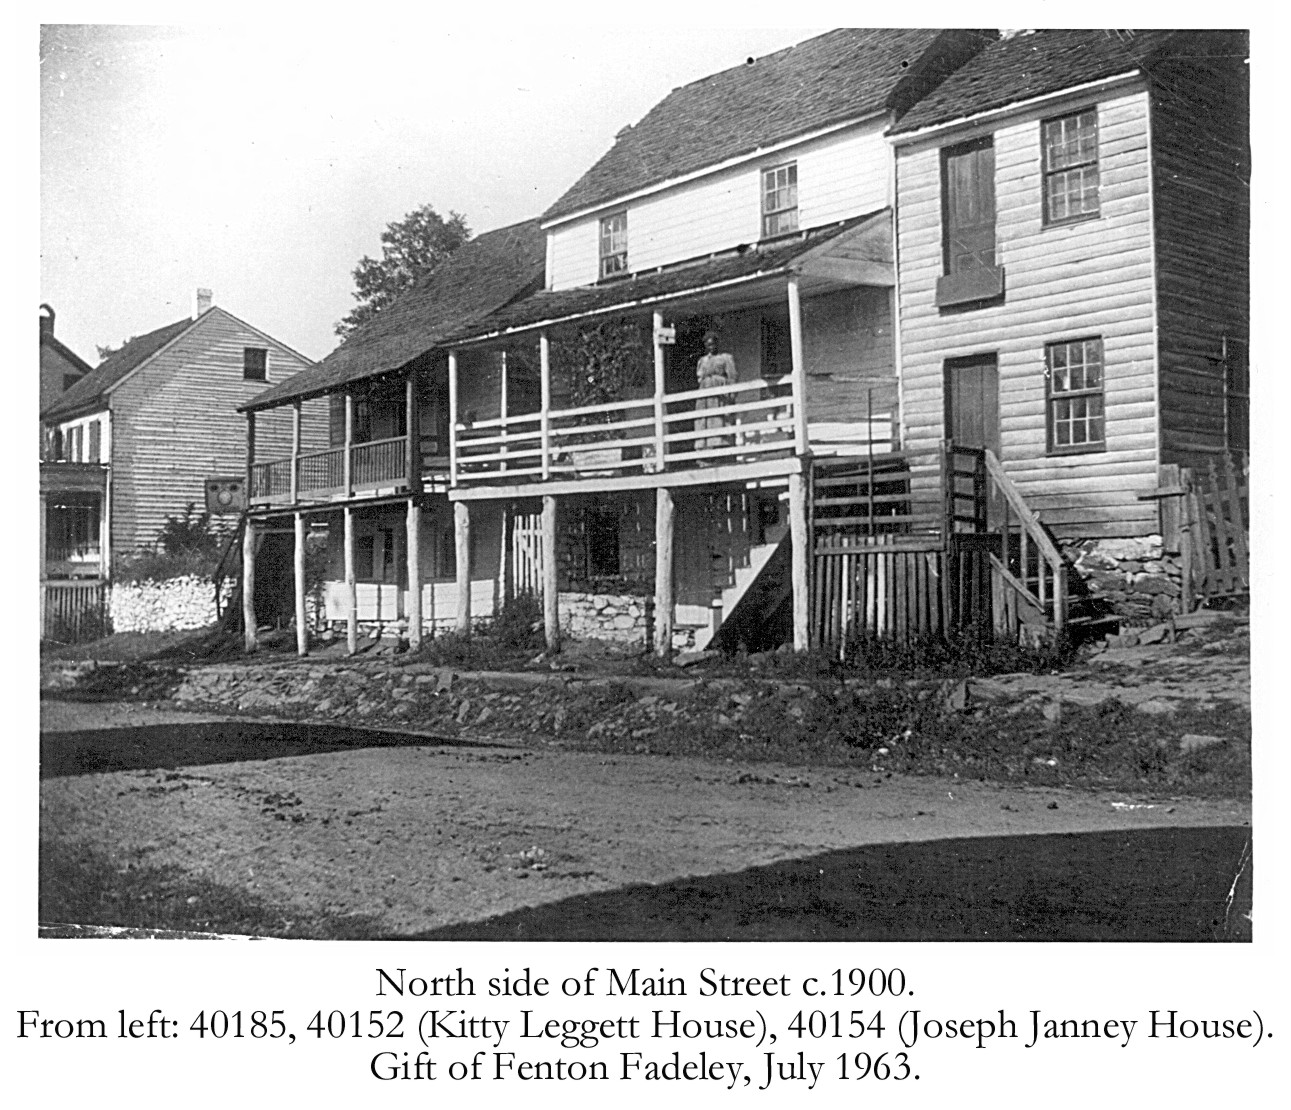 North side of Main Street c.1900.
From left: 40185, 40152 (Kitty Leggett House), 40154 (Joseph Janney House).
Gift of Fenton Fadeley, July 1963.